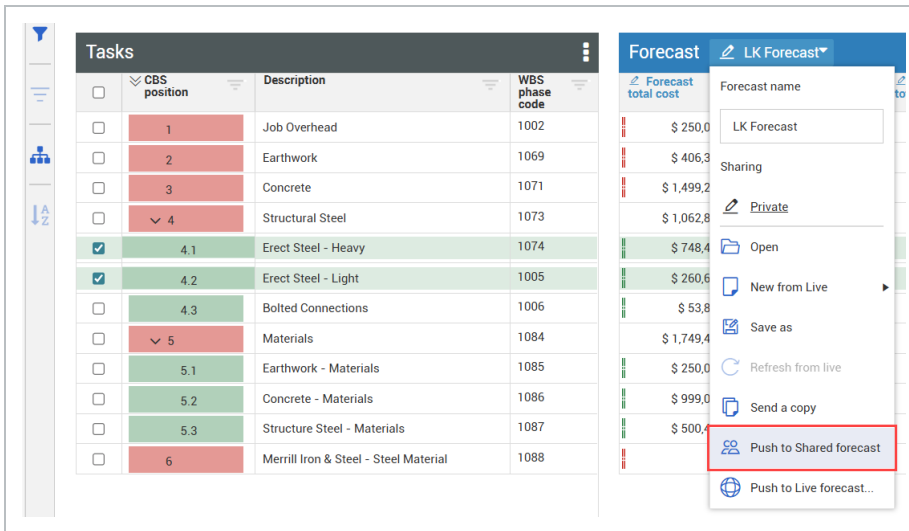 Tasks
Forecast LK Forecast
CBS position Description WBS phase code
Forecast total cost
1 Job Overhead 1002 $ 250,0
2 Earthwork 1069 $ 406,3
3 Concrete 1071 $ 1,499,2
4 Structural Steel 1073 $ 1,062,8
4.1 Erect Steel - Heavy 1074 $ 748,4
4.2 Erect Steel - Light 1005 $ 260,6
4.3 Bolted Connections 1006 $ 53,8
5 Materials 1084 $ 1,749,4
5.1 Earthwork - Materials 1085 $ 250,0
5.2 Concrete - Materials 1086 $ 999,0
5.3 Structure Steel - Materials 1087 $ 500,4
6 Merrill Iron & Steel - Steel Material 1088
Forecast name
LK Forecast
Sharing
Private
Open
New from Live
Save as
Refresh from live
Send a copy
Push to Shared forecast
Push to Live forecast...